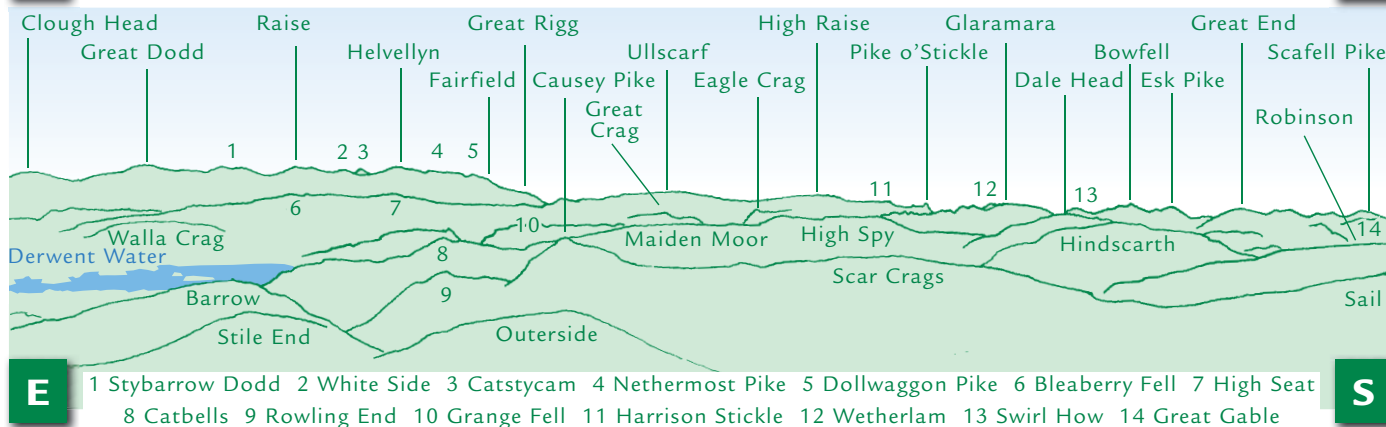 Clough Head Raise Great Rigg High Raise Glaramara Great End
Great Dodd Helvellyn Ullscarf Pike o'Stickle Bowfell Scafell Pike
Fairfield Causey Pike Eagle Crag Dale Head Esk Pike
Great
Crag
Robinson
1 2 3 4 5
6 7 11 12 13
10 14
Walla Crag Maiden Moor High Spy Hindscarth
Derwent Water 8
Scar Crags
Barrow 9 Sail
Stile End Outerside
E S
1 Stybarrow Dodd 2 White Side 3 Catstycam 4 Nethermost Pike 5 Dollwaggon Pike 6 Bleaberry Fell 7 High Seat
8 Catbells 9 Rowling End 10 Grange Fell 11 Harrison Stickle 12 Wetherlam 13 Swirl How 14 Great Gable